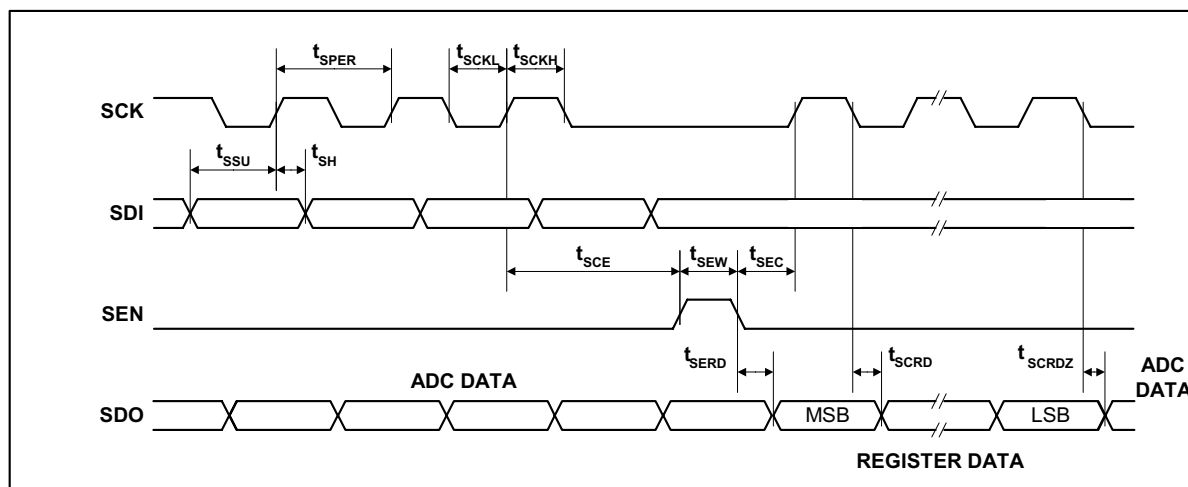 tSPER
tSCKL
tSCKH
SCK
tSSU
tSH
SDI
tSCE
tSEW
tSEC
SEN
tSERD
tSCRD
tSCRDZ
ADC DATA
ADC
DATA
SDO
MSB
LSB
REGISTER DATA